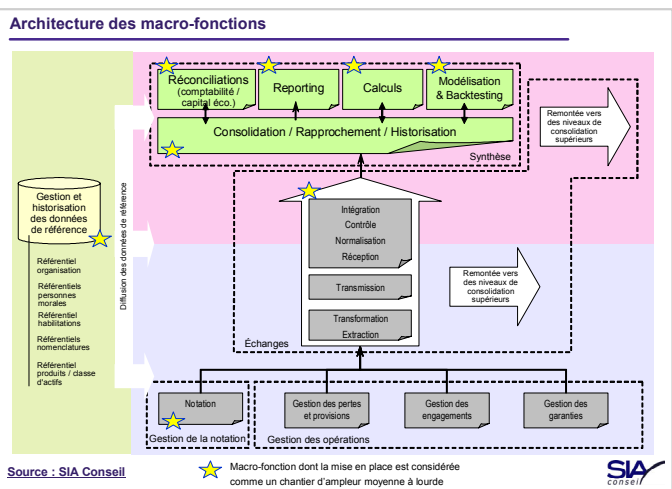 Architecture des macro-fonctions
Réconciliations
(comptabilité /
capital éco.)
Reporting
Calculs
Modélisation
& Backtesting
Consolidation / Rapprochement / Historisation
Synthèse
Remontée vers
des niveaux de
consolidation
supérieurs
Gestion et
historisation
des données
de référence
Référentiel
organisation
Référentiels
personnes
morales
Référentiel
habilitations
Référentiels
nomenclatures
Référentiel
produits / classe
d'actifs
Diffusion des données de référence
Intégration
Contrôle
Normalisation
Réception
Transmission
Transformation
Extraction
Échanges
Remontée vers
des niveaux de
consolidation
supérieurs
Notation
Gestion de la notation
Gestion des pertes
et provisions
Gestion des
engagements
Gestion des
garanties
Gestion des opérations
Source : SIA Conseil
Macro-fonction dont la mise en place est considérée
comme un chantier d'ampleur moyenne à lourde
SIA
conseil